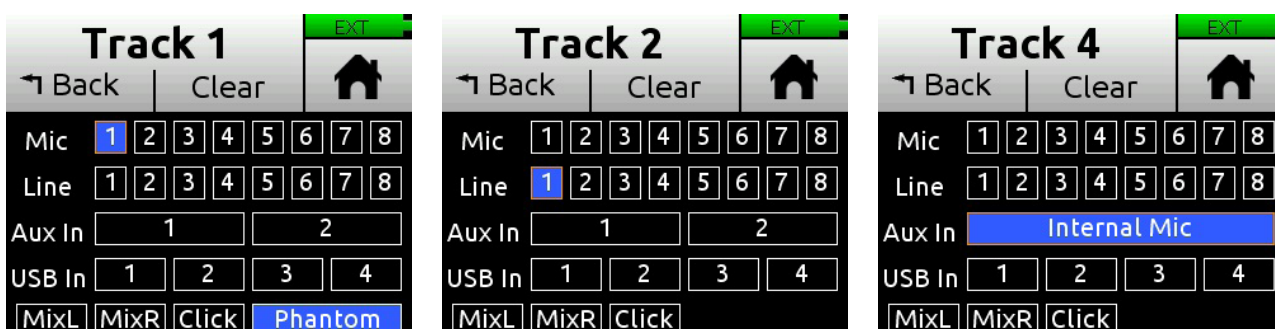 Track 1
EXT
Back Clear
Mic 1 2 3 4 5 6 7 8
Line 1 2 3 4 5 6 7 8
Aux In 1 2
USB In 1 2 3 4
MixL MixR Click Phantom
Track 2
EXT
Back Clear
Mic 1 2 3 4 5 6 7 8
Line 1 2 3 4 5 6 7 8
Aux In 1 2
USB In 1 2 3 4
MixL MixR Click
Track 4
EXT
Back Clear
Mic 1 2 3 4 5 6 7 8
Line 1 2 3 4 5 6 7 8
Aux In Internal Mic
USB In 1 2 3 4
MixL MixR Click